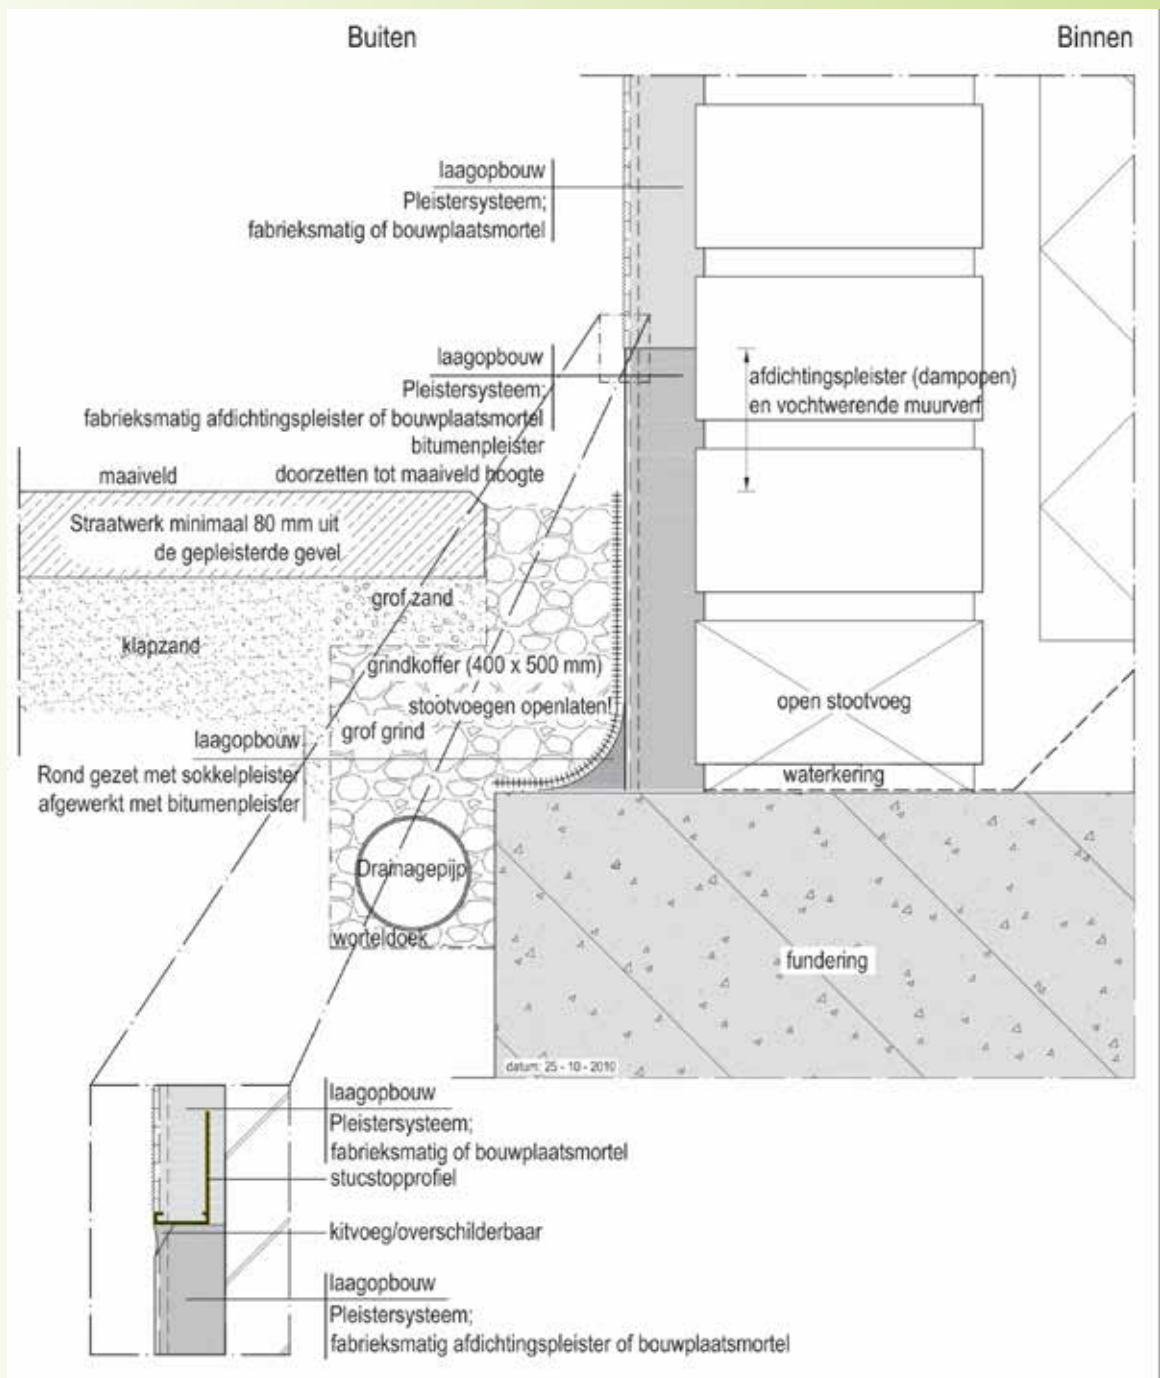 Buiten
Binnen
laagopbouw
Pleistersysteem;
fabrieksmatig of bouwplaatsmortel
laagopbouw
Pleistersysteem;
fabrieksmatig afdichtingspleister of bouwplaatsmortel
bitumenpleister
doorzetten tot maaiveld hoogte
afdichtingspleister (dampopen)
en vochtwerende muurverf
maaiveld
Straatwerk minimaal 80 mm uit
de gepleisterde gevel
grof zand
klapzand
grindkoffer (400 x 500 mm)
stootvoegen openlaten!
open stootvoeg
grof grind
laagopbouw
Rond gezet met sokkelpleister
afgewerkt met bitumenpleister
waterkering
Drainagepijp
worteldoek
fundering
datum: 25 - 10 - 2010
laagopbouw
Pleistersysteem;
fabrieksmatig of bouwplaatsmortel
stucstopprofiel
kitvoeg/overschilderbaar
laagopbouw
Pleistersysteem;
fabrieksmatig afdichtingspleister of bouwplaatsmortel